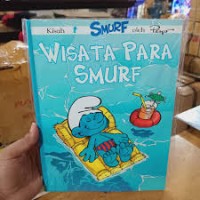 Kisah SMURF oleh Peyo
WISATA PARA
SMURF